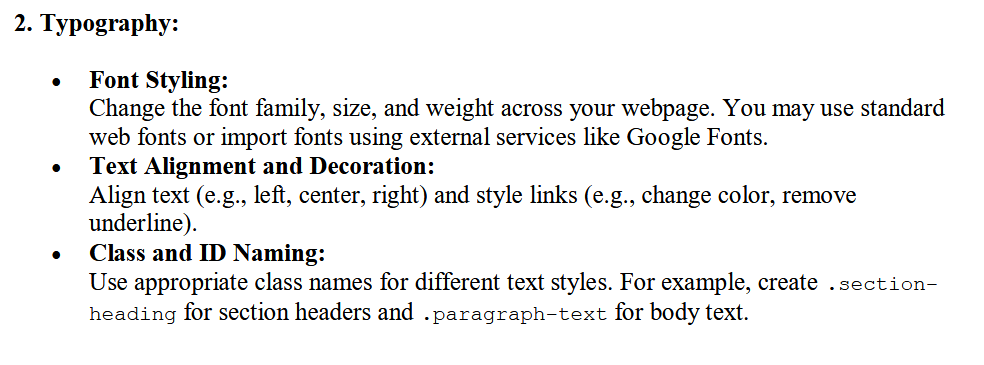 2. Typography:
• Font Styling:
Change the font family, size, and weight across your webpage. You may use standard
web fonts or import fonts using external services like Google Fonts.
• Text Alignment and Decoration:
Align text (e.g., left, center, right) and style links (e.g., change color, remove
underline).
• Class and ID Naming:
Use appropriate class names for different text styles. For example, create .section-
heading for section headers and .paragraph-text for body text.